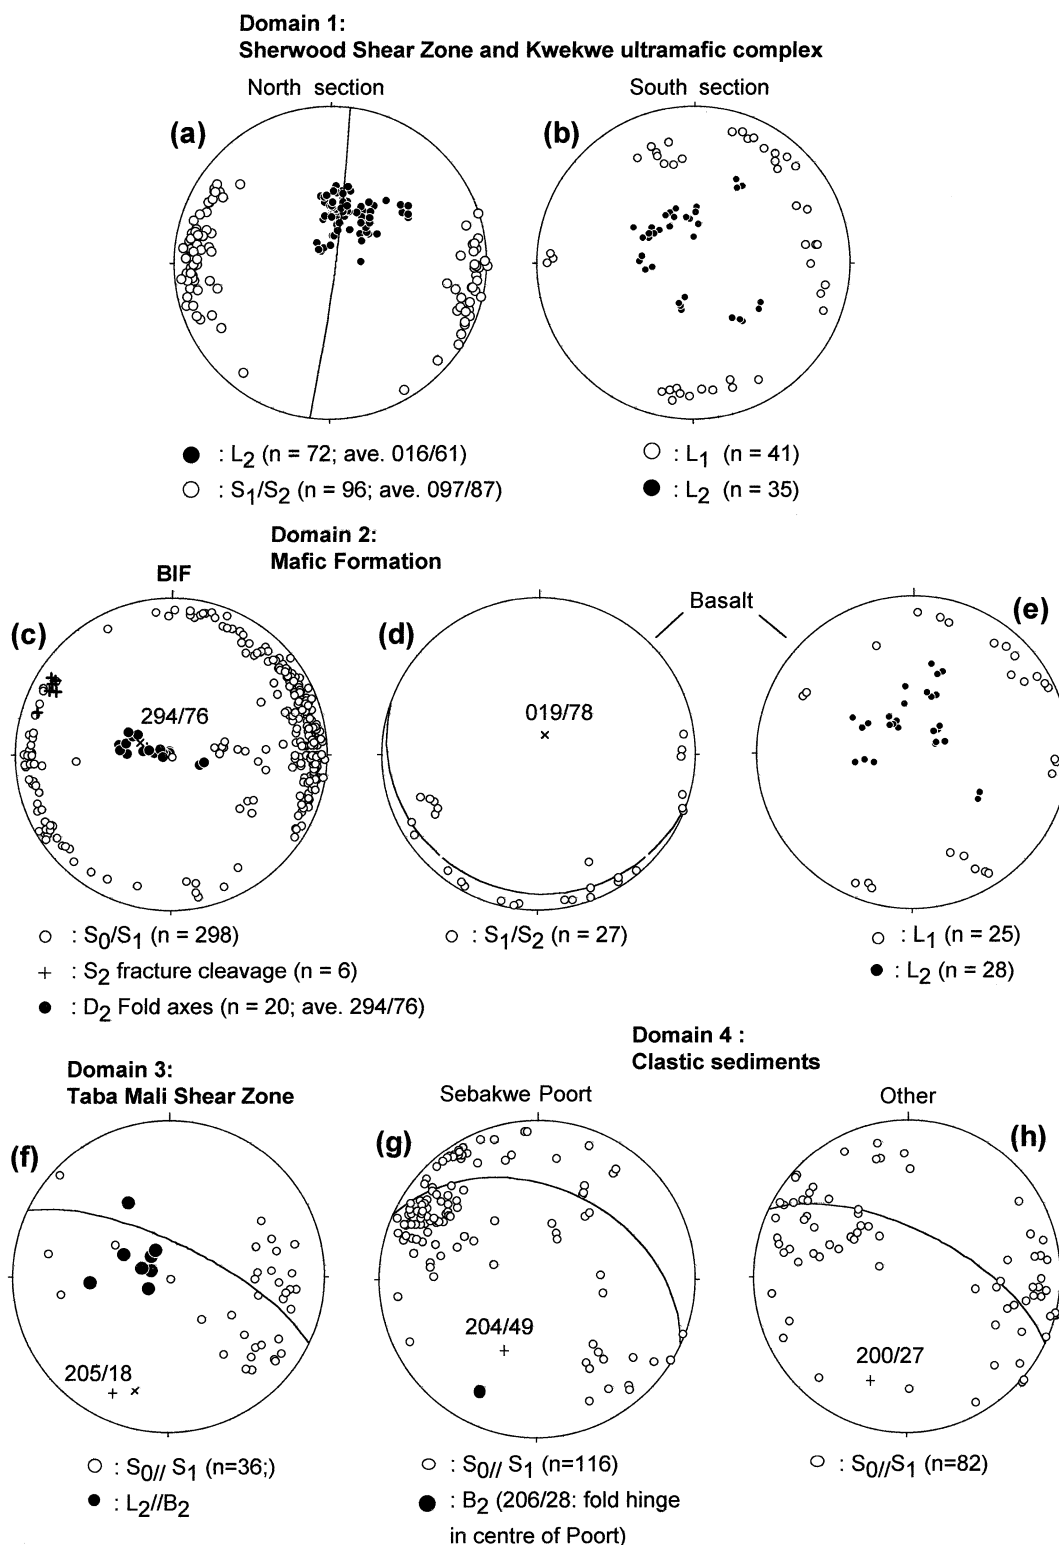 Domain 1:
Sherwood Shear Zone and Kwekwe ultramafic complex
North section
South section
(a)
(b)
: L2 (n = 72; ave. 016/61)
: S1/S2 (n = 96; ave. 097/87)
: L1 (n = 41)
: L2 (n = 35)
Domain 2:
Mafic Formation
BIF
Basalt
(c)
(d)
(e)
294/76
019/78
: S0/S1 (n = 298)
: S2 fracture cleavage (n = 6)
: D2 Fold axes (n = 20; ave. 294/76)
: S1/S2 (n = 27)
: L1 (n = 25)
: L2 (n = 28)
Domain 3:
Taba Mali Shear Zone
Domain 4 :
Clastic sediments
Sebakwe Poort
Other
(f)
(g)
(h)
205/18
204/49
200/27
: S0// S1 (n=36;)
: L2//B2
: S0// S1 (n=116)
: B2 (206/28: fold hinge
in centre of Poort)
: S0//S1 (n=82)